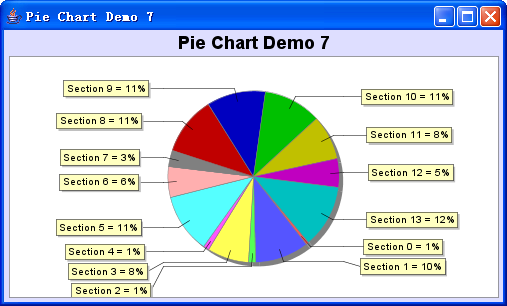 Pie Chart Demo 7
Pie Chart Demo 7
Section 9 = 11%
Section 10 = 11%
Section 8 = 11%
Section 11 = 8%
Section 7 = 3%
Section 12 = 5%
Section 6 = 6%
Section 5 = 11%
Section 13 = 12%
Section 4 = 1%
Section 0 = 1%
Section 3 = 8%
Section 1 = 10%
Section 2 = 1%